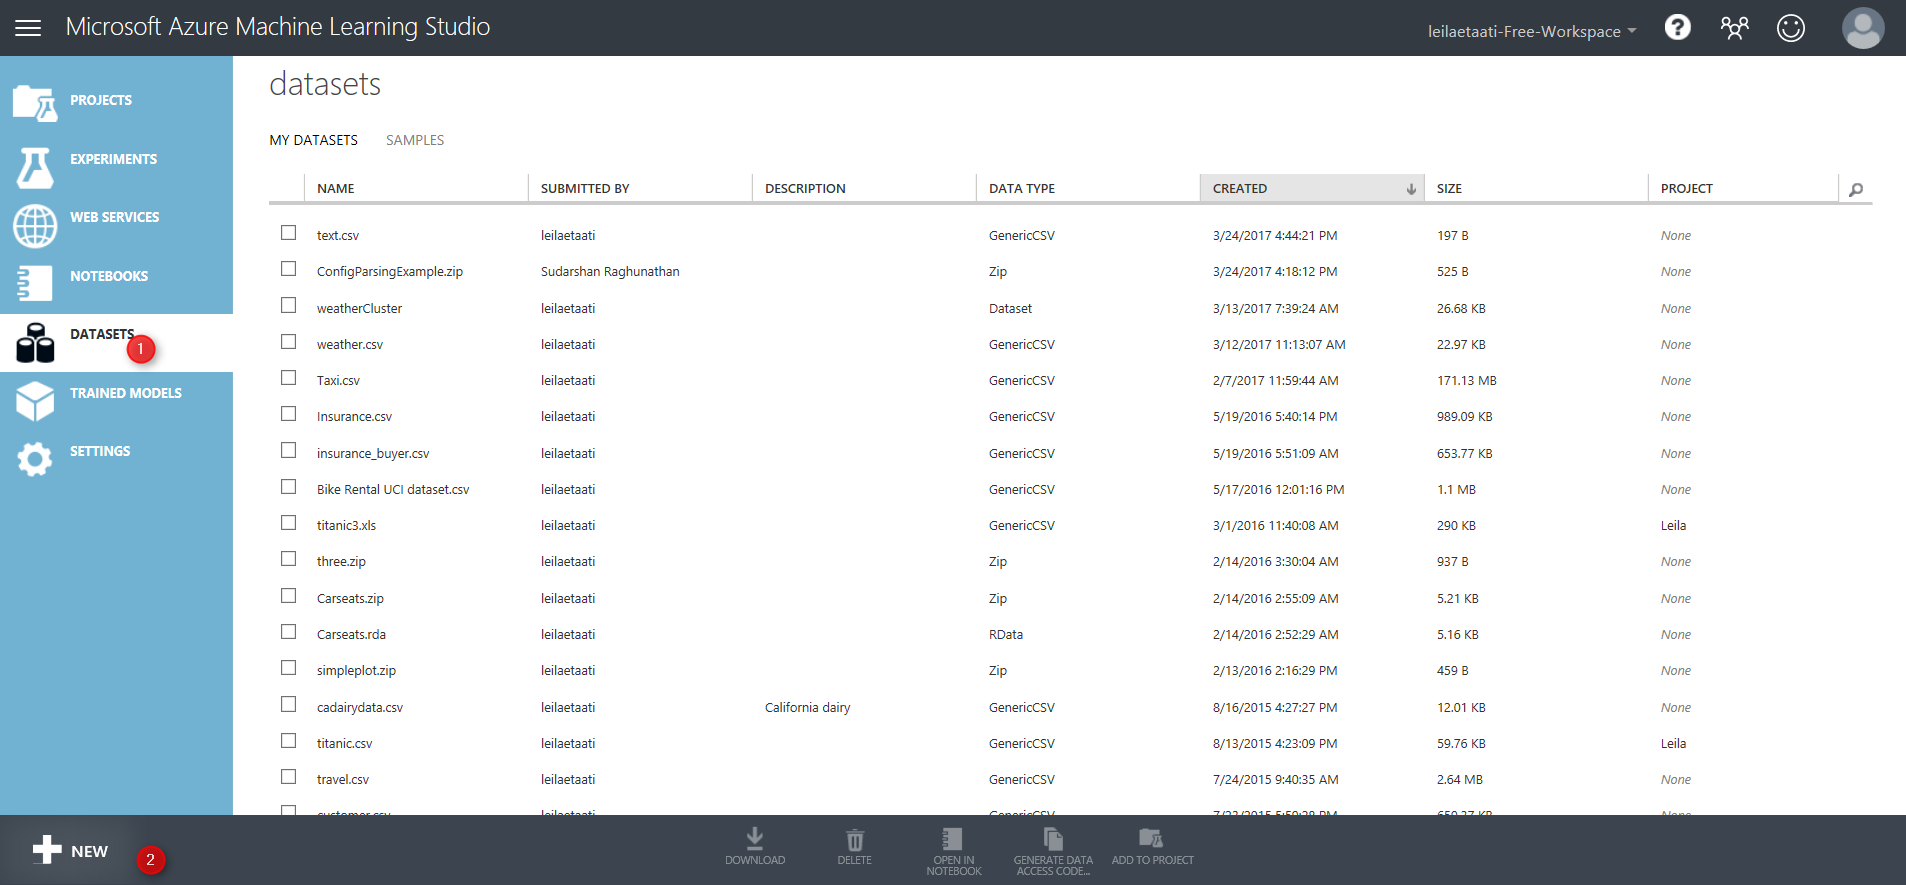 Microsoft Azure Machine Learning Studio
leilaetaati-Free-Workspace
?
PROJECTS
EXPERIMENTS
WEB SERVICES
NOTEBOOKS
DATASETS
1
TRAINED MODELS
SETTINGS
datasets
MY DATASETS SAMPLES
NAME SUBMITTED BY DESCRIPTION DATA TYPE CREATED SIZE PROJECT
text.csv leilaetaati GenericCSV 3/24/2017 4:44:21 PM 197 B None
ConfigParsingExample.zip Sudarshan Raghunathan Zip 3/24/2017 4:18:12 PM 525 B None
weatherCluster leilaetaati Dataset 3/13/2017 7:39:24 AM 26.68 KB None
weather.csv leilaetaati GenericCSV 3/12/2017 11:13:07 AM 22.97 KB None
Taxi.csv leilaetaati GenericCSV 2/7/2017 11:59:44 AM 171.13 MB None
Insurance.csv leilaetaati GenericCSV 5/19/2016 5:40:14 PM 989.09 KB None
insurance_buyer.csv leilaetaati GenericCSV 5/19/2016 5:51:09 AM 653.77 KB None
Bike Rental UCI dataset.csv leilaetaati GenericCSV 5/17/2016 12:01:16 PM 1.1 MB None
titanic3.xls leilaetaati GenericCSV 3/1/2016 11:40:08 AM 290 KB Leila
three.zip leilaetaati Zip 2/14/2016 3:30:04 AM 937 B None
Carseats.zip leilaetaati Zip 2/14/2016 2:55:09 AM 5.21 KB None
Carseats.rda leilaetaati RData 2/14/2016 2:52:29 AM 5.16 KB None
simpleplot.zip leilaetaati Zip 2/13/2016 2:16:29 PM 459 B None
cadairydata.csv leilaetaati California dairy GenericCSV 8/16/2015 4:27:27 PM 12.01 KB None
titanic.csv leilaetaati GenericCSV 8/13/2015 4:23:09 PM 59.76 KB Leila
travel.csv leilaetaati GenericCSV 7/24/2015 9:40:35 AM 2.64 MB None
customer.csv leilaetaati GenericCSV None
NEW
2
DOWNLOAD
DELETE
OPEN IN
NOTEBOOK
GENERATE DATA
ACCESS CODE...
ADD TO PROJECT